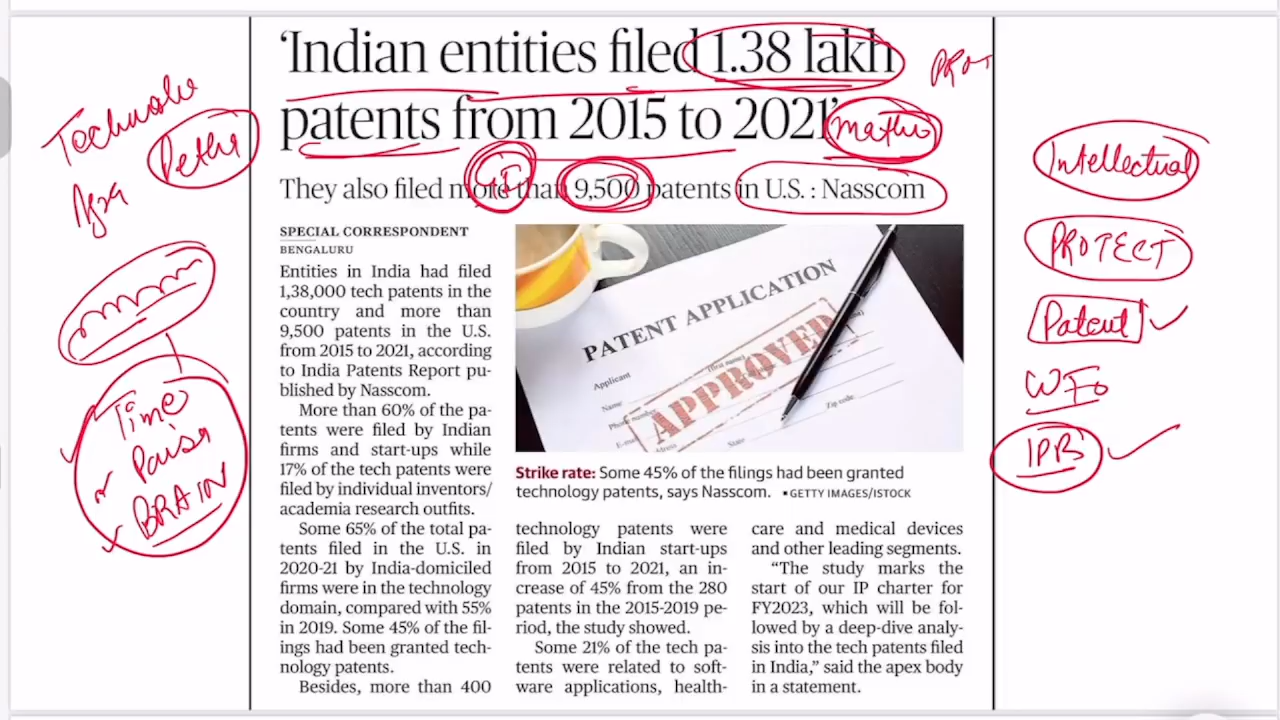 ‘Indian entities filed 1.38 lakh
patents from 2015 to 2021’
They also filed more than 9,500 patents in U.S. : Nasscom
SPECIAL CORRESPONDENT
BENGALURU
Entities in India had filed
1,38,000 tech patents in the
country and more than
9,500 patents in the U.S.
from 2015 to 2021, according
to India Patents Report pu-
blished by Nasscom.
More than 60% of the pa-
tents were filed by Indian
firms and start-ups while
17% of the tech patents were
filed by individual inventors/
academia research outfits.
Some 65% of the total pa-
tents filed in the U.S. in
2020-21 by India-domiciled
firms were in the technology
domain, compared with 55%
in 2019. Some 45% of the fil-
ings had been granted tech-
nology patents.
Besides, more than 400
PATENT APPLICATION
Applicant
(first name)
Name
Phone number
Zip code
State
APPROVED
Strike rate: Some 45% of the filings had been granted
technology patents, says Nasscom. ▪GETTY IMAGES/ISTOCK
technology patents were
filed by Indian start-ups
from 2015 to 2021, an in-
crease of 45% from the 280
patents in the 2015-2019 pe-
riod, the study showed.
Some 21% of the tech pa-
tents were related to soft-
ware applications, health-
care and medical devices
and other leading segments.
“The study marks the
start of our IP charter for
FY2023, which will be fol-
lowed by a deep-dive analy-
sis into the tech patents filed
in India,” said the apex body
in a statement.
Petha
Agra
Time
Paisa
BRAIN
Intellectual
PROTECT
Patent